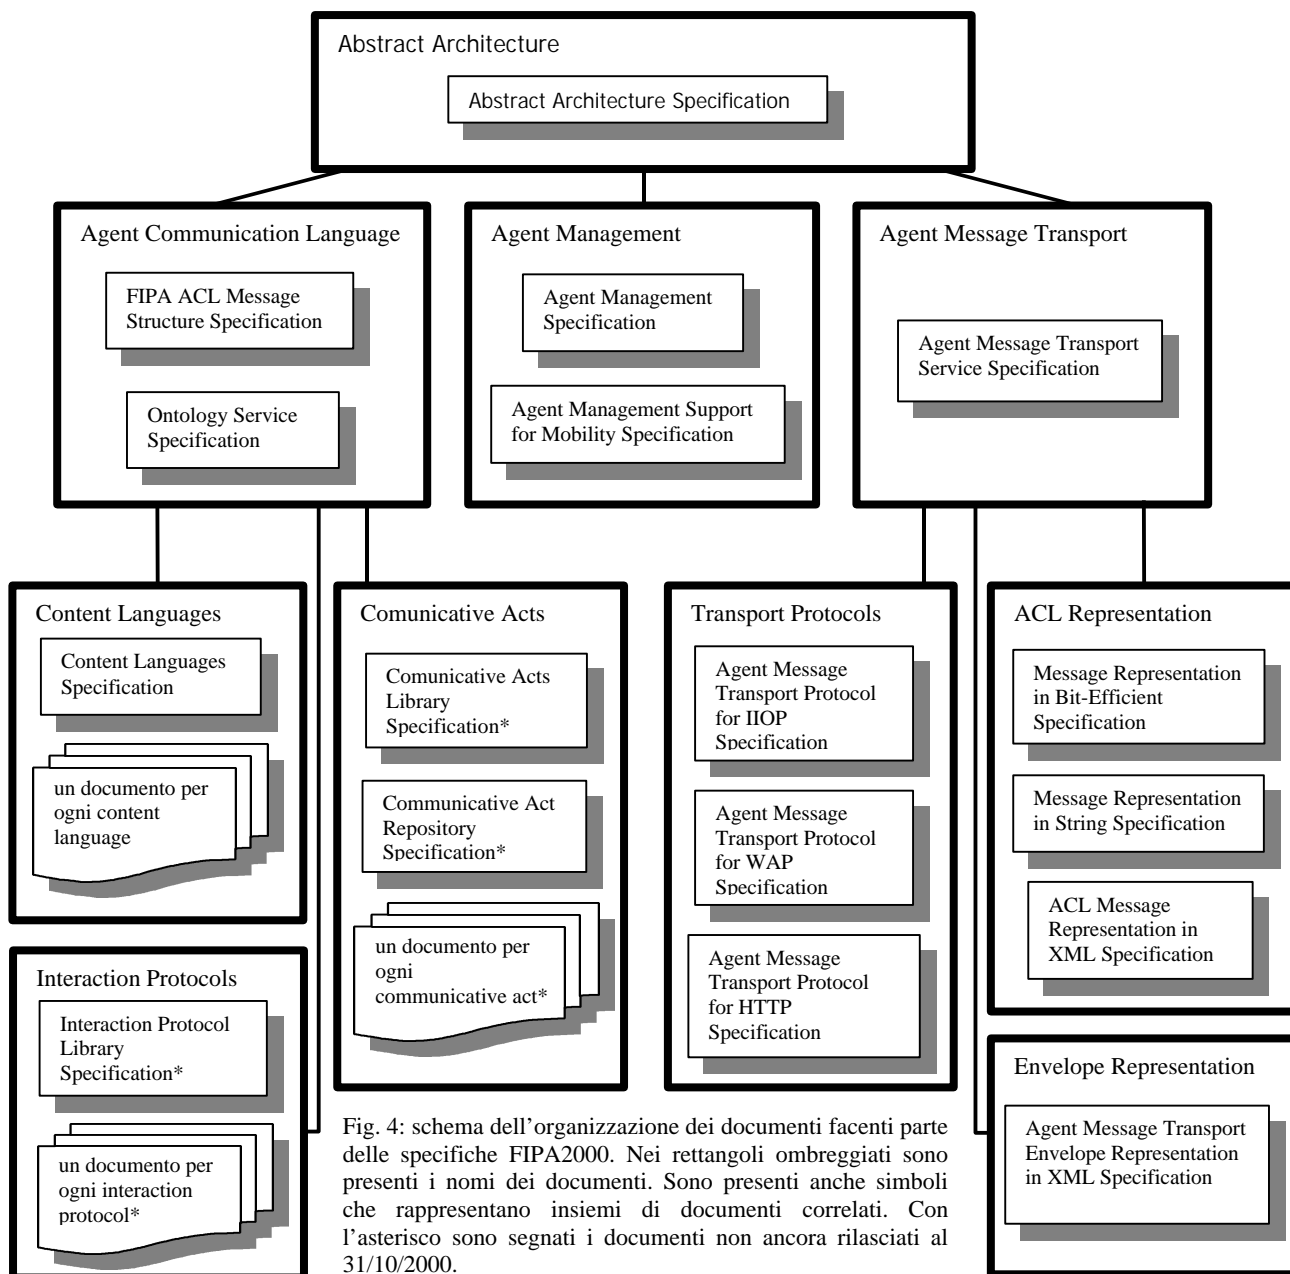 Abstract Architecture
Abstract Architecture Specification
Agent Communication Language
FIPA ACL Message
Structure Specification
Ontology Service
Specification
Agent Management
Agent Management
Specification
Agent Management Support
for Mobility Specification
Agent Message Transport
Agent Message Transport
Service Specification
Content Languages
Content Languages
Specification
un documento per
ogni content
language
Comunicative Acts
Comunicative Acts
Library
Specification*
Communicative Act
Repository
Specification*
un documento per
ogni
communicative act*
Transport Protocols
Agent Message
Transport Protocol
for IIOP
Specification
Agent Message
Transport Protocol
for WAP
Specification
Agent Message
Transport Protocol
for HTTP
Specification
ACL Representation
Message Representation
in Bit-Efficient
Specification
Message Representation
in String Specification
ACL Message
Representation in
XML Specification
Interaction Protocols
Interaction Protocol
Library
Specification*
un documento per
ogni interaction
protocol*
Envelope Representation
Agent Message Transport
Envelope Representation
in XML Specification
Fig. 4: schema dell’organizzazione dei documenti facenti parte
delle specifiche FIPA2000. Nei rettangoli ombreggiati sono
presenti i nomi dei documenti. Sono presenti anche simboli
che rappresentano insiemi di documenti correlati. Con
l’asterisco sono segnati i documenti non ancora rilasciati al
31/10/2000.